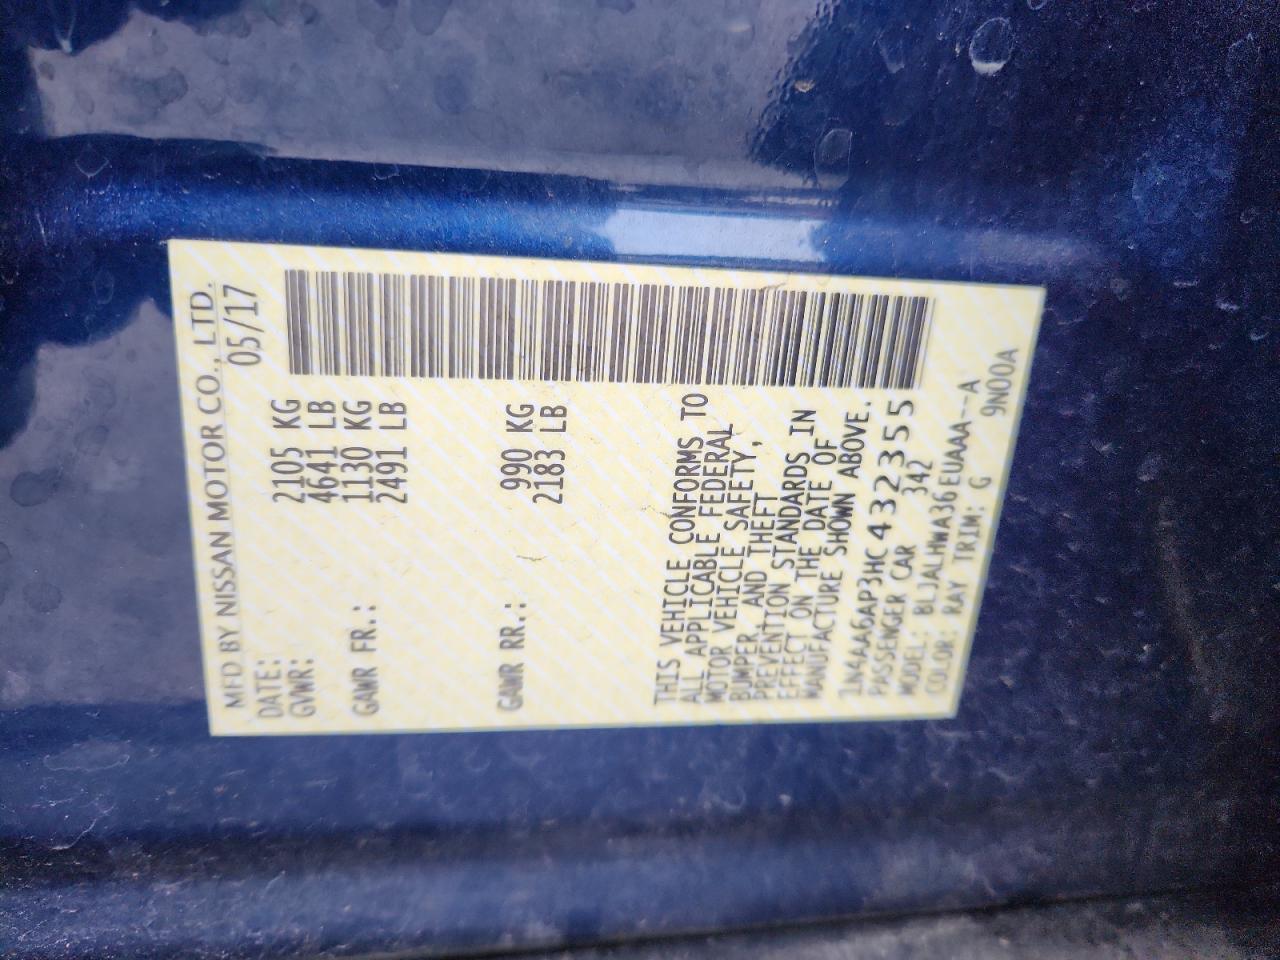 MFD BY NISSAN MOTOR CO., LTD.
DATE: 05/17
GVWR: 2105 KG
4641 LB
GAWR FR.: 1130 KG
2491 LB
GAWR RR.: 990 KG
2183 LB
THIS VEHICLE CONFORMS TO
ALL APPLICABLE FEDERAL
MOTOR VEHICLE SAFETY,
BUMPER, AND THEFT
PREVENTION STANDARDS IN
EFFECT ON THE DATE OF
MANUFACTURE SHOWN ABOVE.
1N4AA6AP3HC432355
PASSENGER CAR 342
MODEL: BLJALHWA36EUAAA--A
COLOR: RAY TRIM: G 9N00A